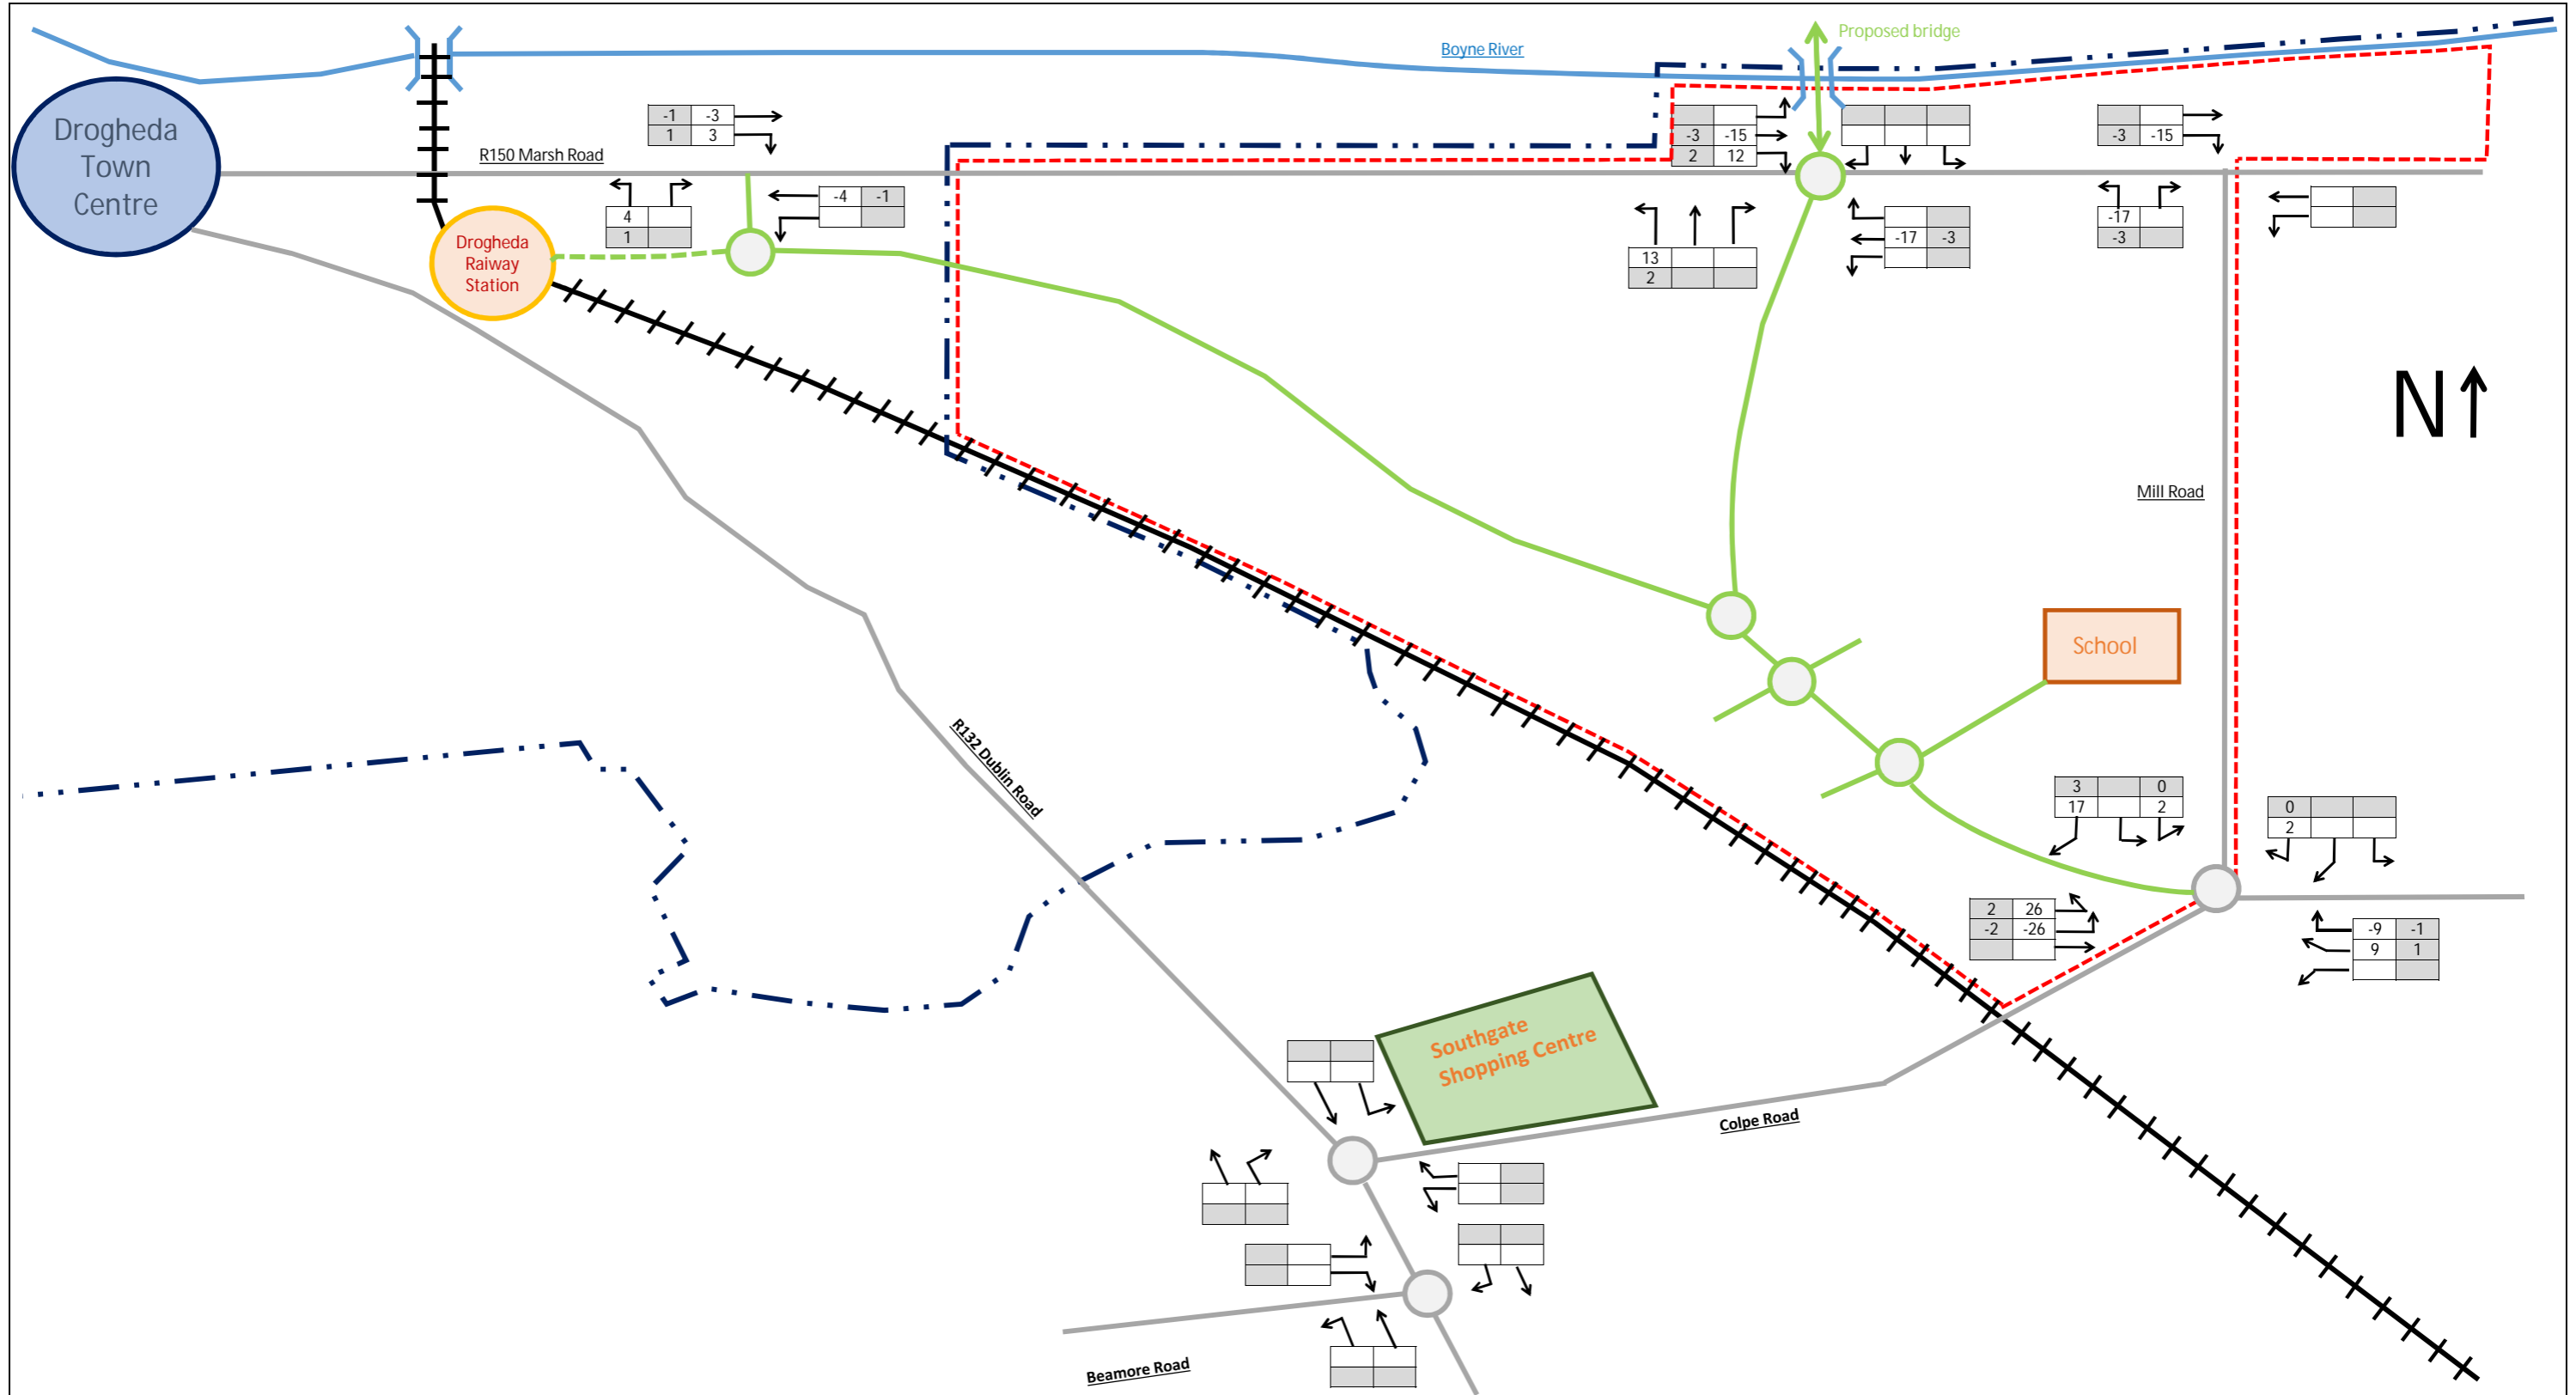 Proposed bridge
Boyne River
Drogheda
Town
Centre
-1 -3
1 3
R150 Marsh Road
-3 -15
2 12
-3 -15
4
1
-4 -1
Drogheda
Raiway
Station
13
2
-17 -3
-17
-3
N
Mill Road
School
R132 Dublin Road
3 0
17 2
0
2
2 26
-2 -26
-9 -1
9 1
Southgate
Shopping Centre
Colpe Road
Beamore Road